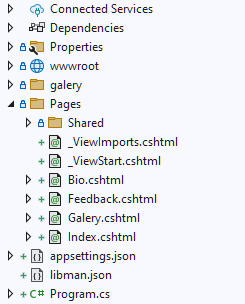 Connected Services
Dependencies
Properties
wwwroot
galery
Pages
Shared
_ViewImports.cshtml
_ViewStart.cshtml
Bio.cshtml
Feedback.cshtml
Galery.cshtml
Index.cshtml
appsettings.json
libman.json
C# Program.cs